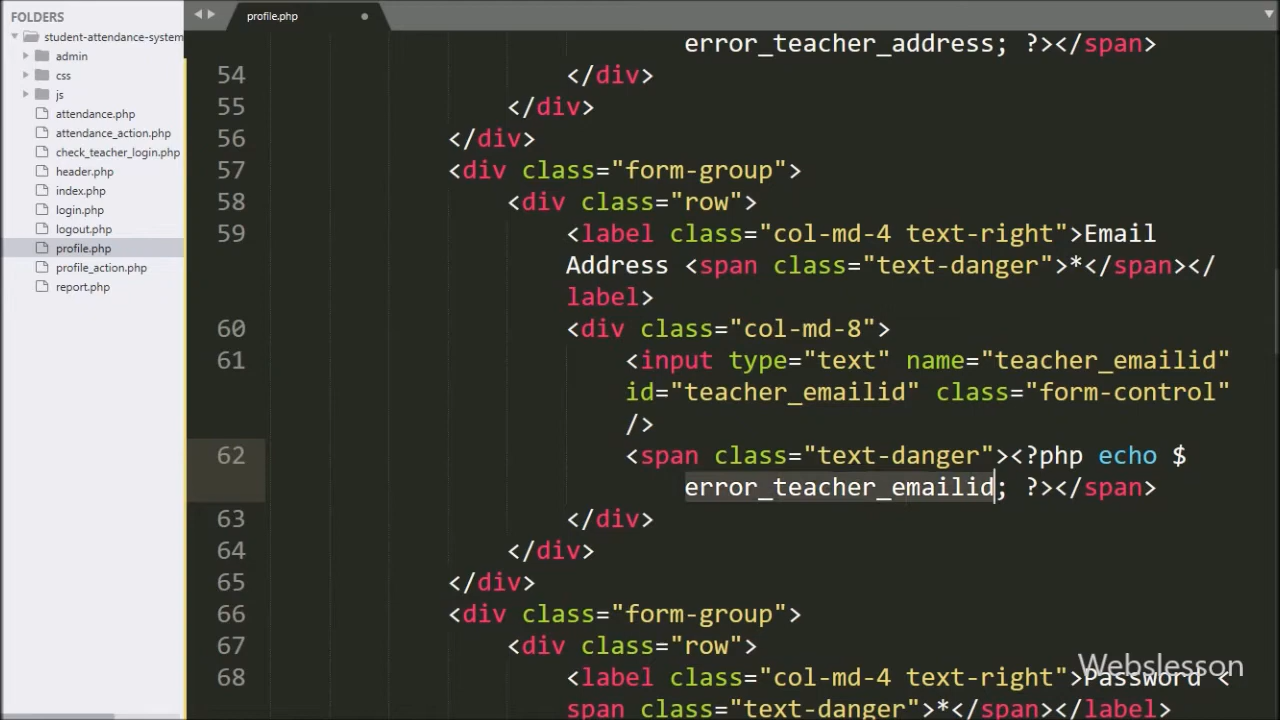 FOLDERS
student-attendance-system
admin
css
js
attendance.php
attendance_action.php
check_teacher_login.php
header.php
index.php
login.php
logout.php
profile.php
profile_action.php
report.php
profile.php
error_teacher_address; ?></span>
54 </div>
55 </div>
56 </div>
57 <div class="form-group">
58 <div class="row">
59 <label class="col-md-4 text-right">Email
Address <span class="text-danger">*</span></
label>
60 <div class="col-md-8">
61 <input type="text" name="teacher_emailid"
id="teacher_emailid" class="form-control"
/>
62 <span class="text-danger"><?php echo $
error_teacher_emailid; ?></span>
63 </div>
64 </div>
65 </div>
66 <div class="form-group">
67 <div class="row">
68 <label class="col-md-4 text-right">Password <
span class="text-danger">*</span></label>
Webslesson